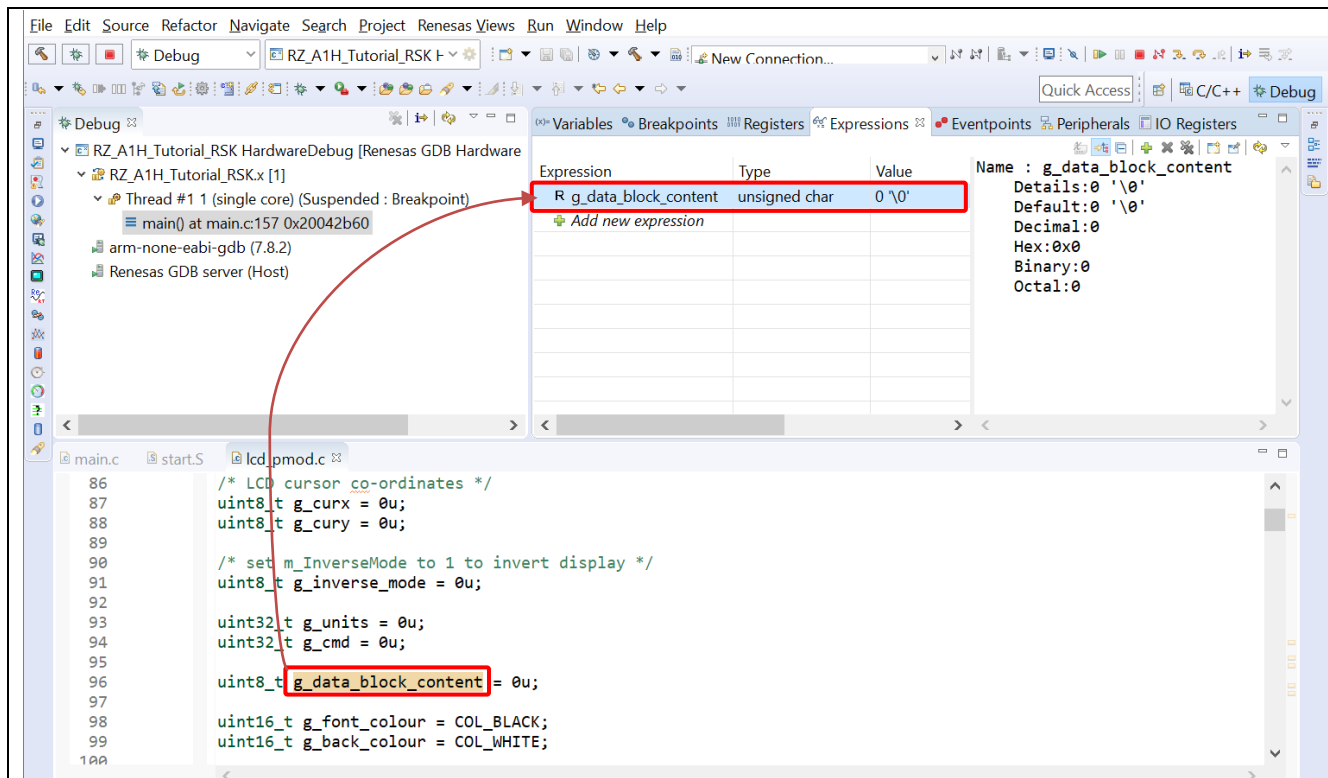 File Edit Source Refactor Navigate Search Project Renesas Views Run Window Help
Debug RZ_A1H_Tutorial_RSK H New Connection...
Quick Access C/C++ Debug
Debug
RZ_A1H_Tutorial_RSK HardwareDebug [Renesas GDB Hardware
RZ_A1H_Tutorial_RSK.x [1]
Thread #1 1 (single core) (Suspended : Breakpoint)
main() at main.c:157 0x20042b60
arm-none-eabi-gdb (7.8.2)
Renesas GDB server (Host)
(x)= Variables Breakpoints Registers Expressions Eventpoints Peripherals IO Registers
Expression Type Value
R g_data_block_content unsigned char 0 '\0'
Add new expression
Name : g_data_block_content
Details:0 '\0'
Default:0 '\0'
Decimal:0
Hex:0x0
Binary:0
Octal:0
main.c start.S lcd_pmod.c
86 /* LCD cursor co-ordinates */
87 uint8_t g_curx = 0u;
88 uint8_t g_cury = 0u;
89
90 /* set m_InverseMode to 1 to invert display */
91 uint8_t g_inverse_mode = 0u;
92
93 uint32_t g_units = 0u;
94 uint32_t g_cmd = 0u;
95
96 uint8_t g_data_block_content = 0u;
97
98 uint16_t g_font_colour = COL_BLACK;
99 uint16_t g_back_colour = COL_WHITE;
100